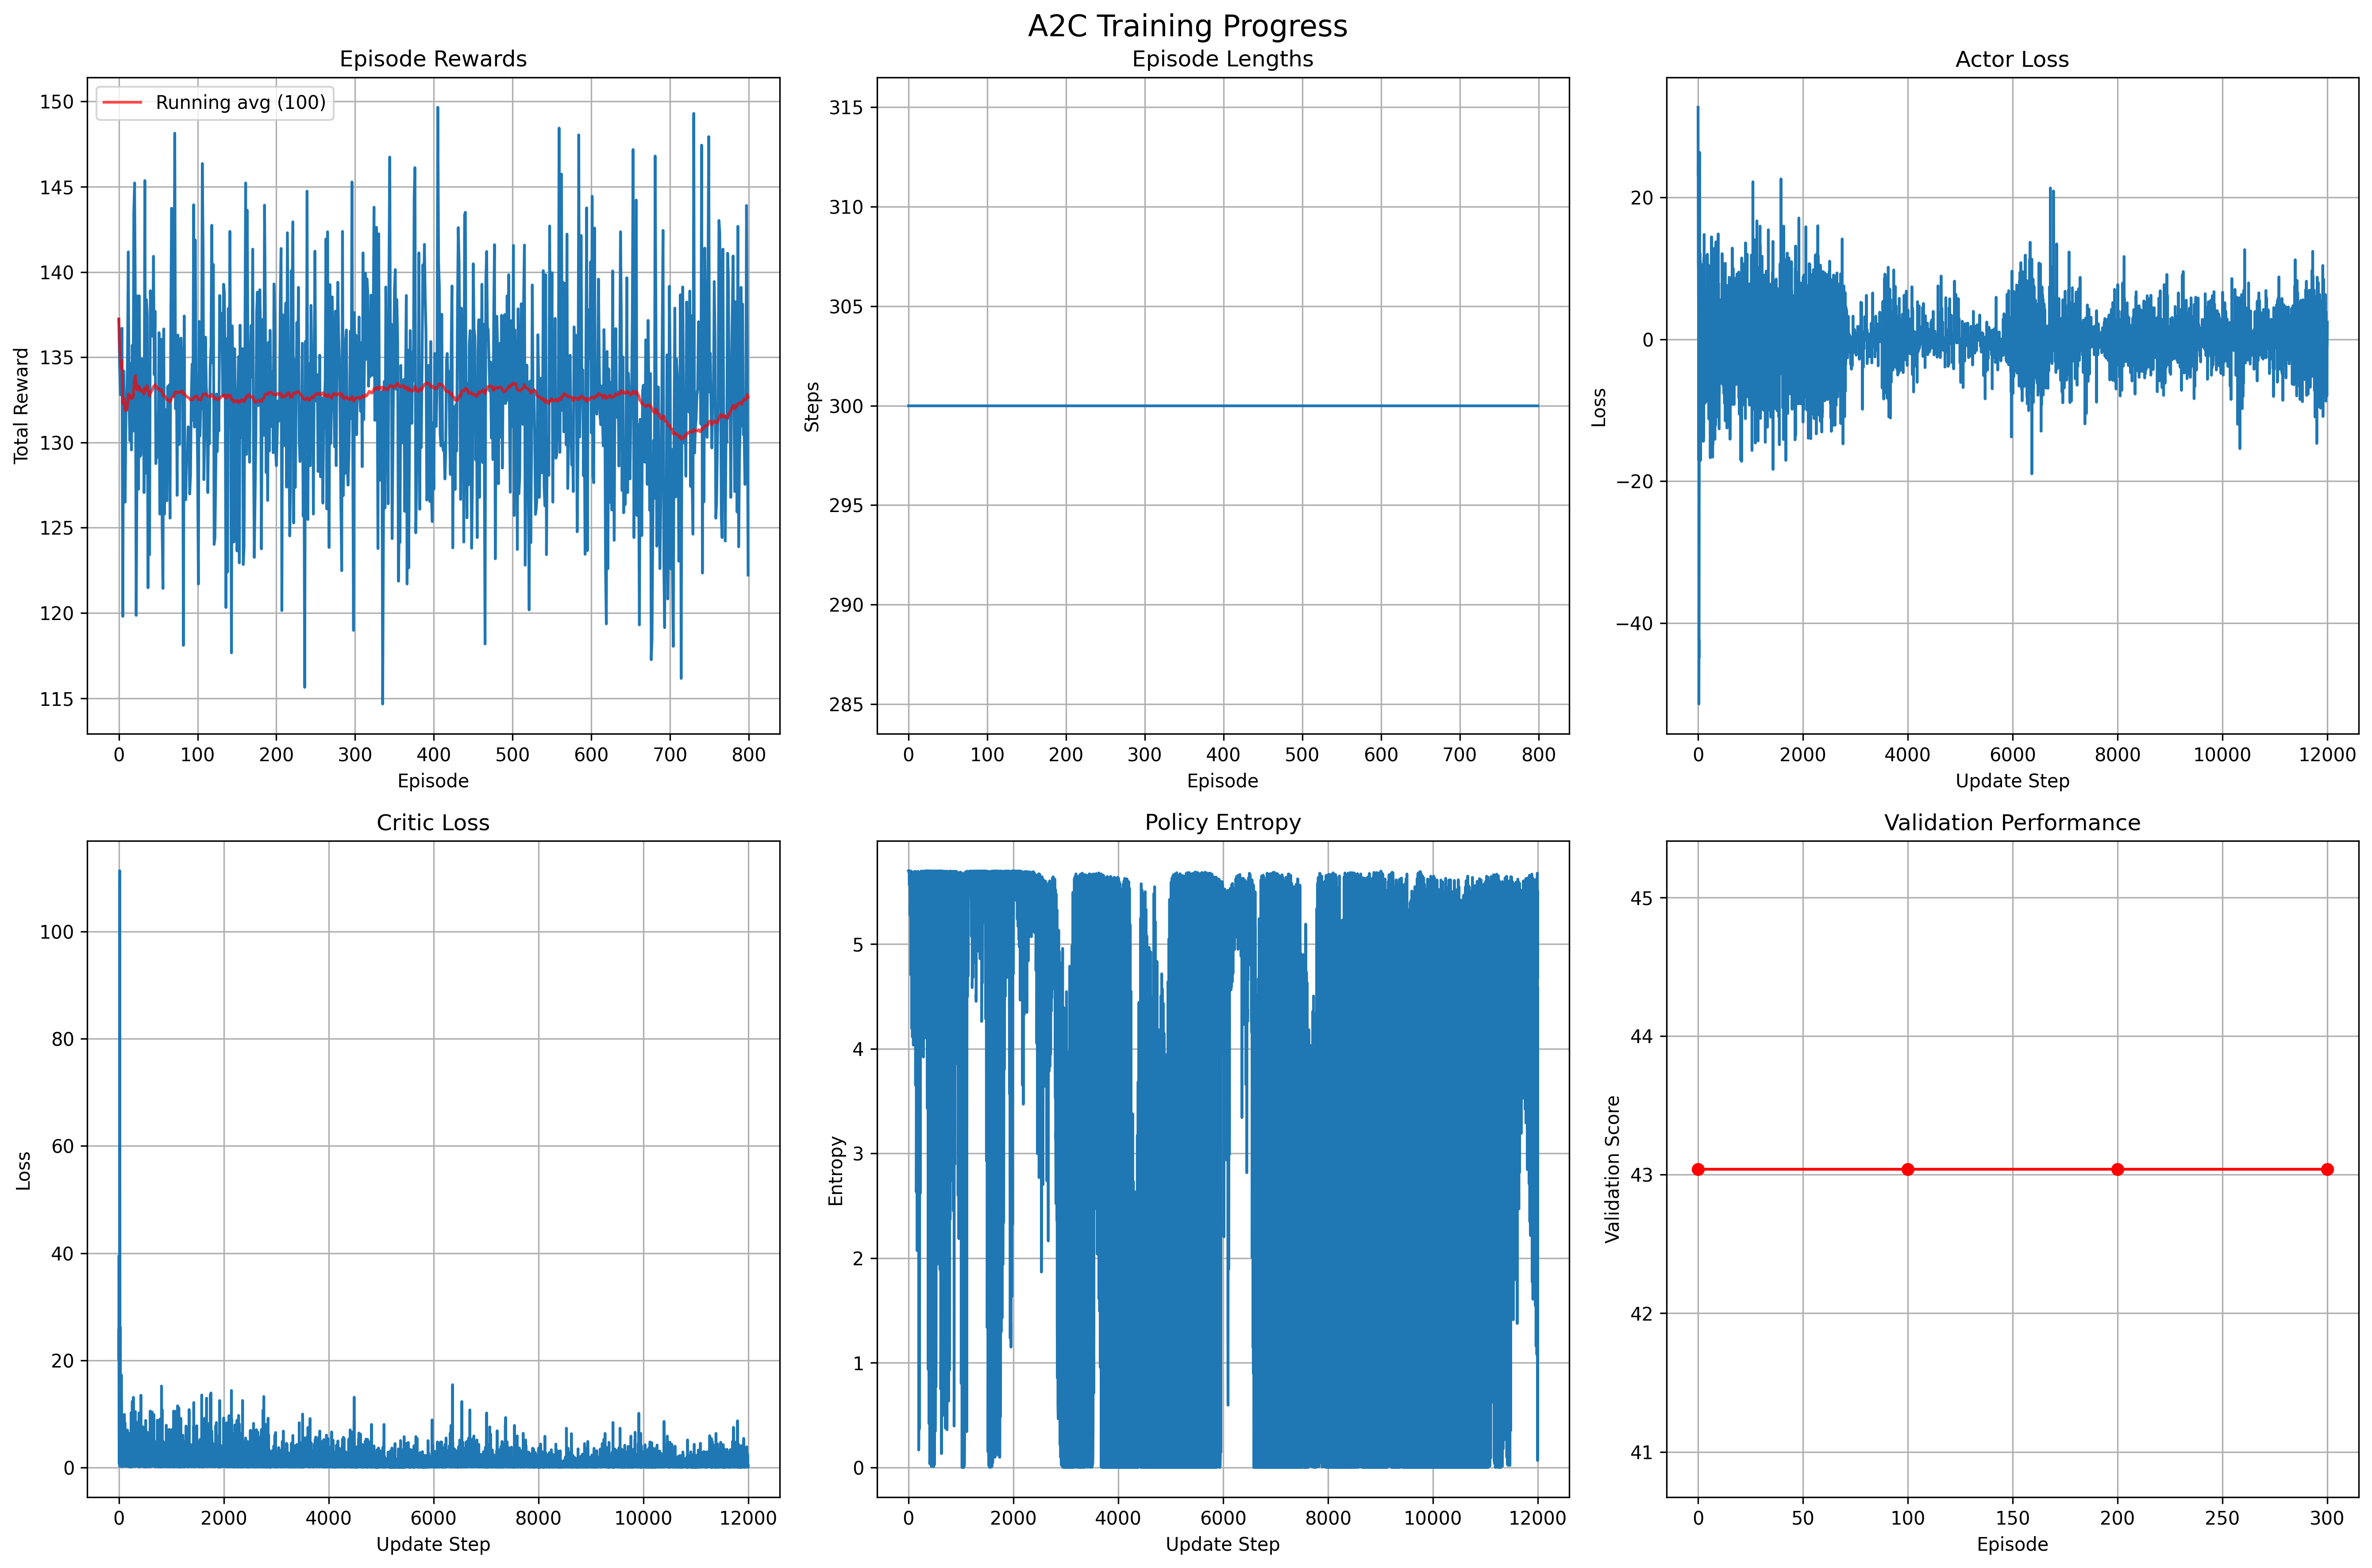 A2C Training Progress
Episode Rewards
Running avg (100)
150
145
140
135
130
125
120
115
Total Reward
0 100 200 300 400 500 600 700 800
Episode
Episode Lengths
315
310
305
300
295
290
285
Steps
0 100 200 300 400 500 600 700 800
Episode
Actor Loss
20
0
−20
−40
Loss
0 2000 4000 6000 8000 10000 12000
Update Step
Critic Loss
100
80
60
40
20
0
Loss
0 2000 4000 6000 8000 10000 12000
Update Step
Policy Entropy
5
4
3
2
1
0
Entropy
0 2000 4000 6000 8000 10000 12000
Update Step
Validation Performance
45
44
43
42
41
Validation Score
0 50 100 150 200 250 300
Episode